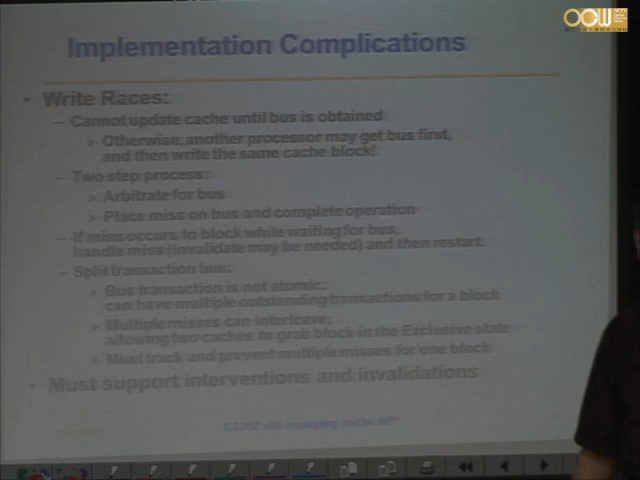 OCW
Implementation Complications
• Write Races:
– Cannot update cache until bus is obtained
» Otherwise, another processor may get bus first,
and then write the same cache block!
– Two step process:
» Arbitrate for bus
» Place miss on bus and complete operation
– If miss occurs to block while waiting for bus,
handle miss (invalidate may be needed) and then restart.
– Split transaction bus:
» Bus transaction is not atomic:
can have multiple outstanding transactions for a block
» Multiple misses can interleave,
allowing two caches to grab block in the Exclusive state
» Must track and prevent multiple misses for one block
• Must support interventions and invalidations